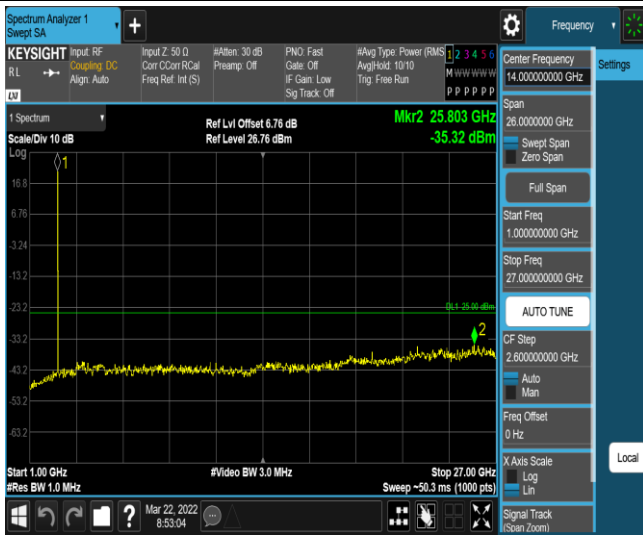 Spectrum Analyzer 1
Swept SA
Frequency
KEYSIGHT
RL
LXI
Input: RF
Coupling: DC
Align: Auto
Input Z: 50 Ω
Corr CCorr RCal
Freq Ref: Int (S)
#Atten: 30 dB
Preamp: Off
PNO: Fast
Gate: Off
IF Gain: Low
Sig Track: Off
#Avg Type: Power (RMS
Avg|Hold: 10/10
Trig: Free Run
1 2 3 4 5 6
M W W W W W
P P P P P P
1 Spectrum
Scale/Div 10 dB
Log
Ref Lvl Offset 6.76 dB
Ref Level 26.76 dBm
Mkr2 25.803 GHz
-35.32 dBm
1
16.8
6.76
-3.24
-13.2
-23.2
DL1 -25.00 dBm
2
-33.2
-43.2
-53.2
-63.2
Start 1.00 GHz
#Res BW 1.0 MHz
#Video BW 3.0 MHz
Stop 27.00 GHz
Sweep ~50.3 ms (1000 pts)
?
Mar 22, 2022
8:53:04
Center Frequency
14.000000000 GHz
Settings
Span
26.0000000 GHz
Swept Span
Zero Span
Full Span
Start Freq
1.000000000 GHz
Stop Freq
27.000000000 GHz
AUTO TUNE
CF Step
2.600000000 GHz
Auto
Man
Freq Offset
0 Hz
X Axis Scale
Log
Lin
Local
Signal Track
(Span Zoom)